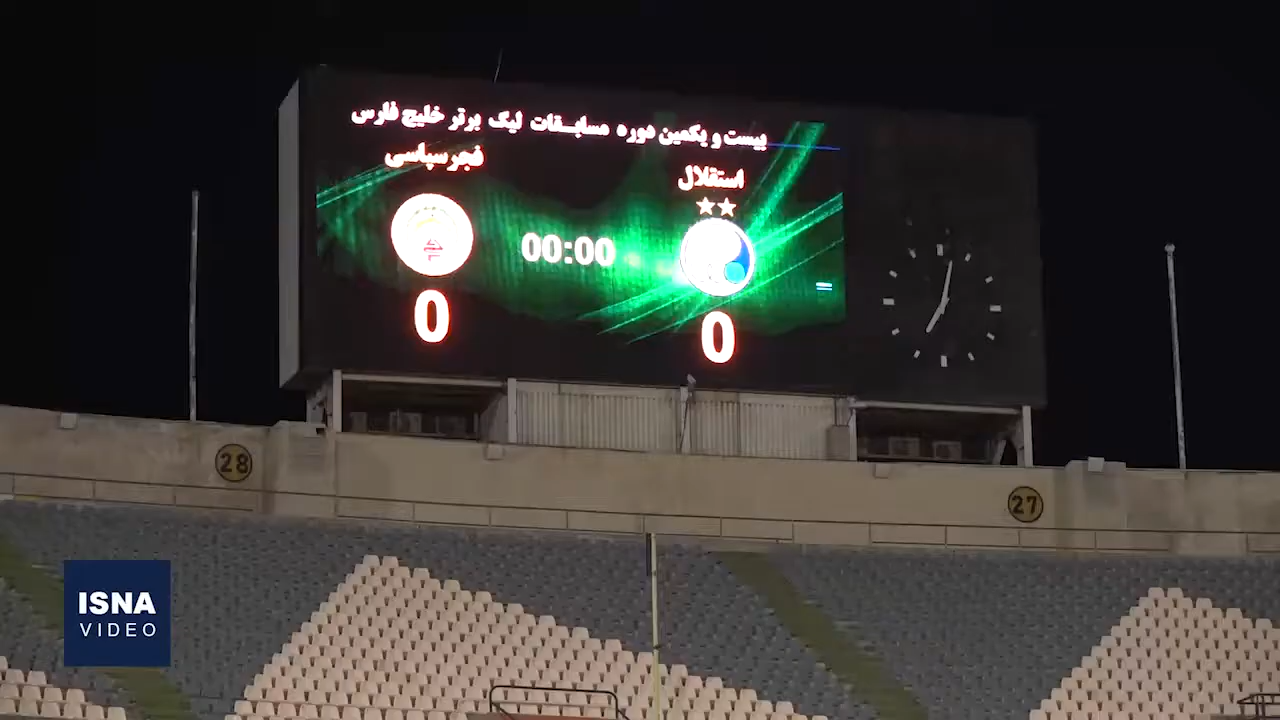 بیست و یکمین دوره مسابقات لیگ برتر خلیج فارس
استقلال
فجرسپاسی
00:00
0
0
28
27
ISNA
VIDEO